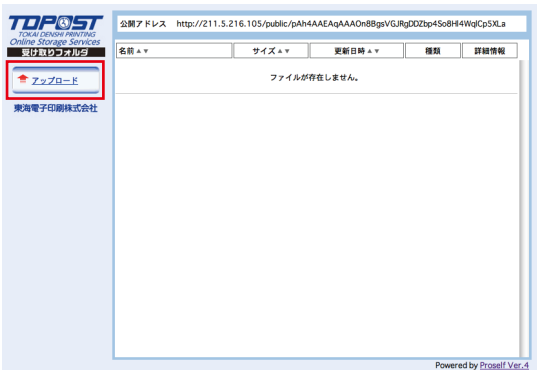 TOPOST
TOKAI DENSHI PRINTING
Online Storage Services
受け取りフォルダ
アップロード
東海電子印刷株式会社
公開アドレス http://211.5.216.105/public/pAh4AAEAqAAAOn8BgsVGJRgDDZbp4So8HI4WqlCp5XLa
名前▲▼ サイズ▲▼ 更新日時▲▼ 種類 詳細情報
ファイルが存在しません。
Powered by Proself Ver.4